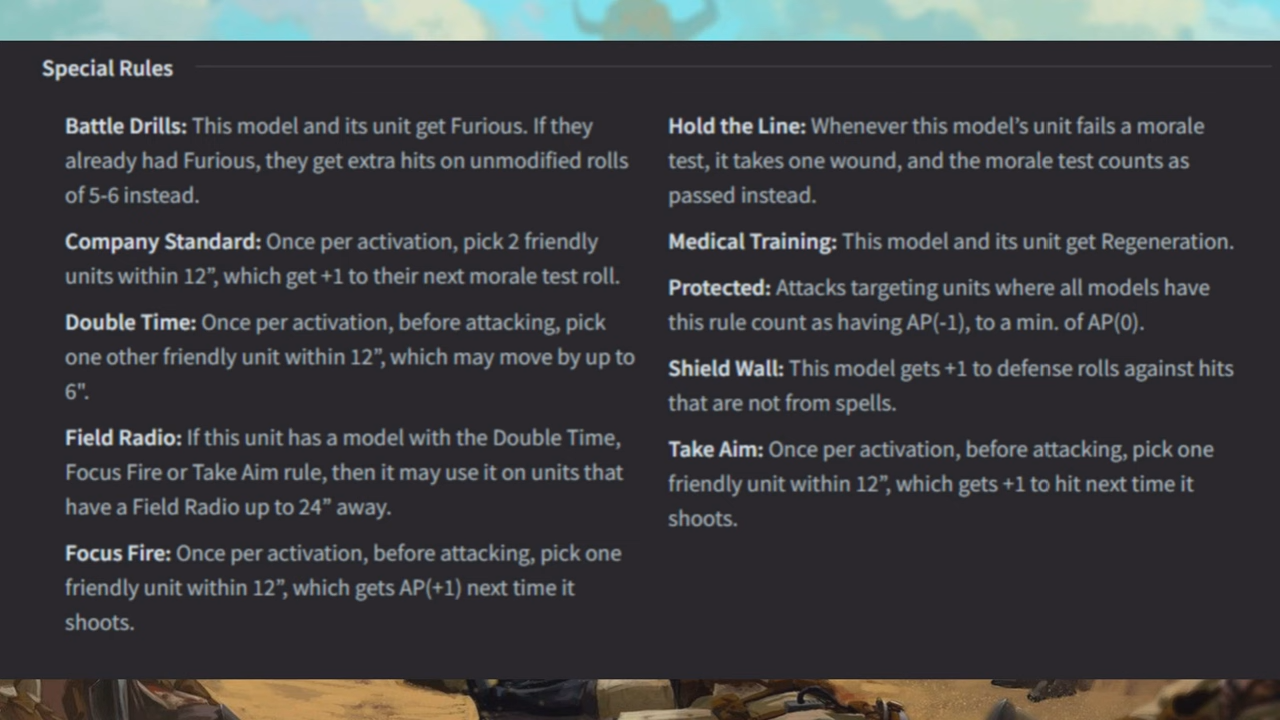 Special Rules
Battle Drills: This model and its unit get Furious. If they
already had Furious, they get extra hits on unmodified rolls
of 5-6 instead.
Company Standard: Once per activation, pick 2 friendly
units within 12”, which get +1 to their next morale test roll.
Double Time: Once per activation, before attacking, pick
one other friendly unit within 12”, which may move by up to
6".
Field Radio: If this unit has a model with the Double Time,
Focus Fire or Take Aim rule, then it may use it on units that
have a Field Radio up to 24” away.
Focus Fire: Once per activation, before attacking, pick one
friendly unit within 12”, which gets AP(+1) next time it
shoots.
Hold the Line: Whenever this model’s unit fails a morale
test, it takes one wound, and the morale test counts as
passed instead.
Medical Training: This model and its unit get Regeneration.
Protected: Attacks targeting units where all models have
this rule count as having AP(-1), to a min. of AP(0).
Shield Wall: This model gets +1 to defense rolls against hits
that are not from spells.
Take Aim: Once per activation, before attacking, pick one
friendly unit within 12”, which gets +1 to hit next time it
shoots.